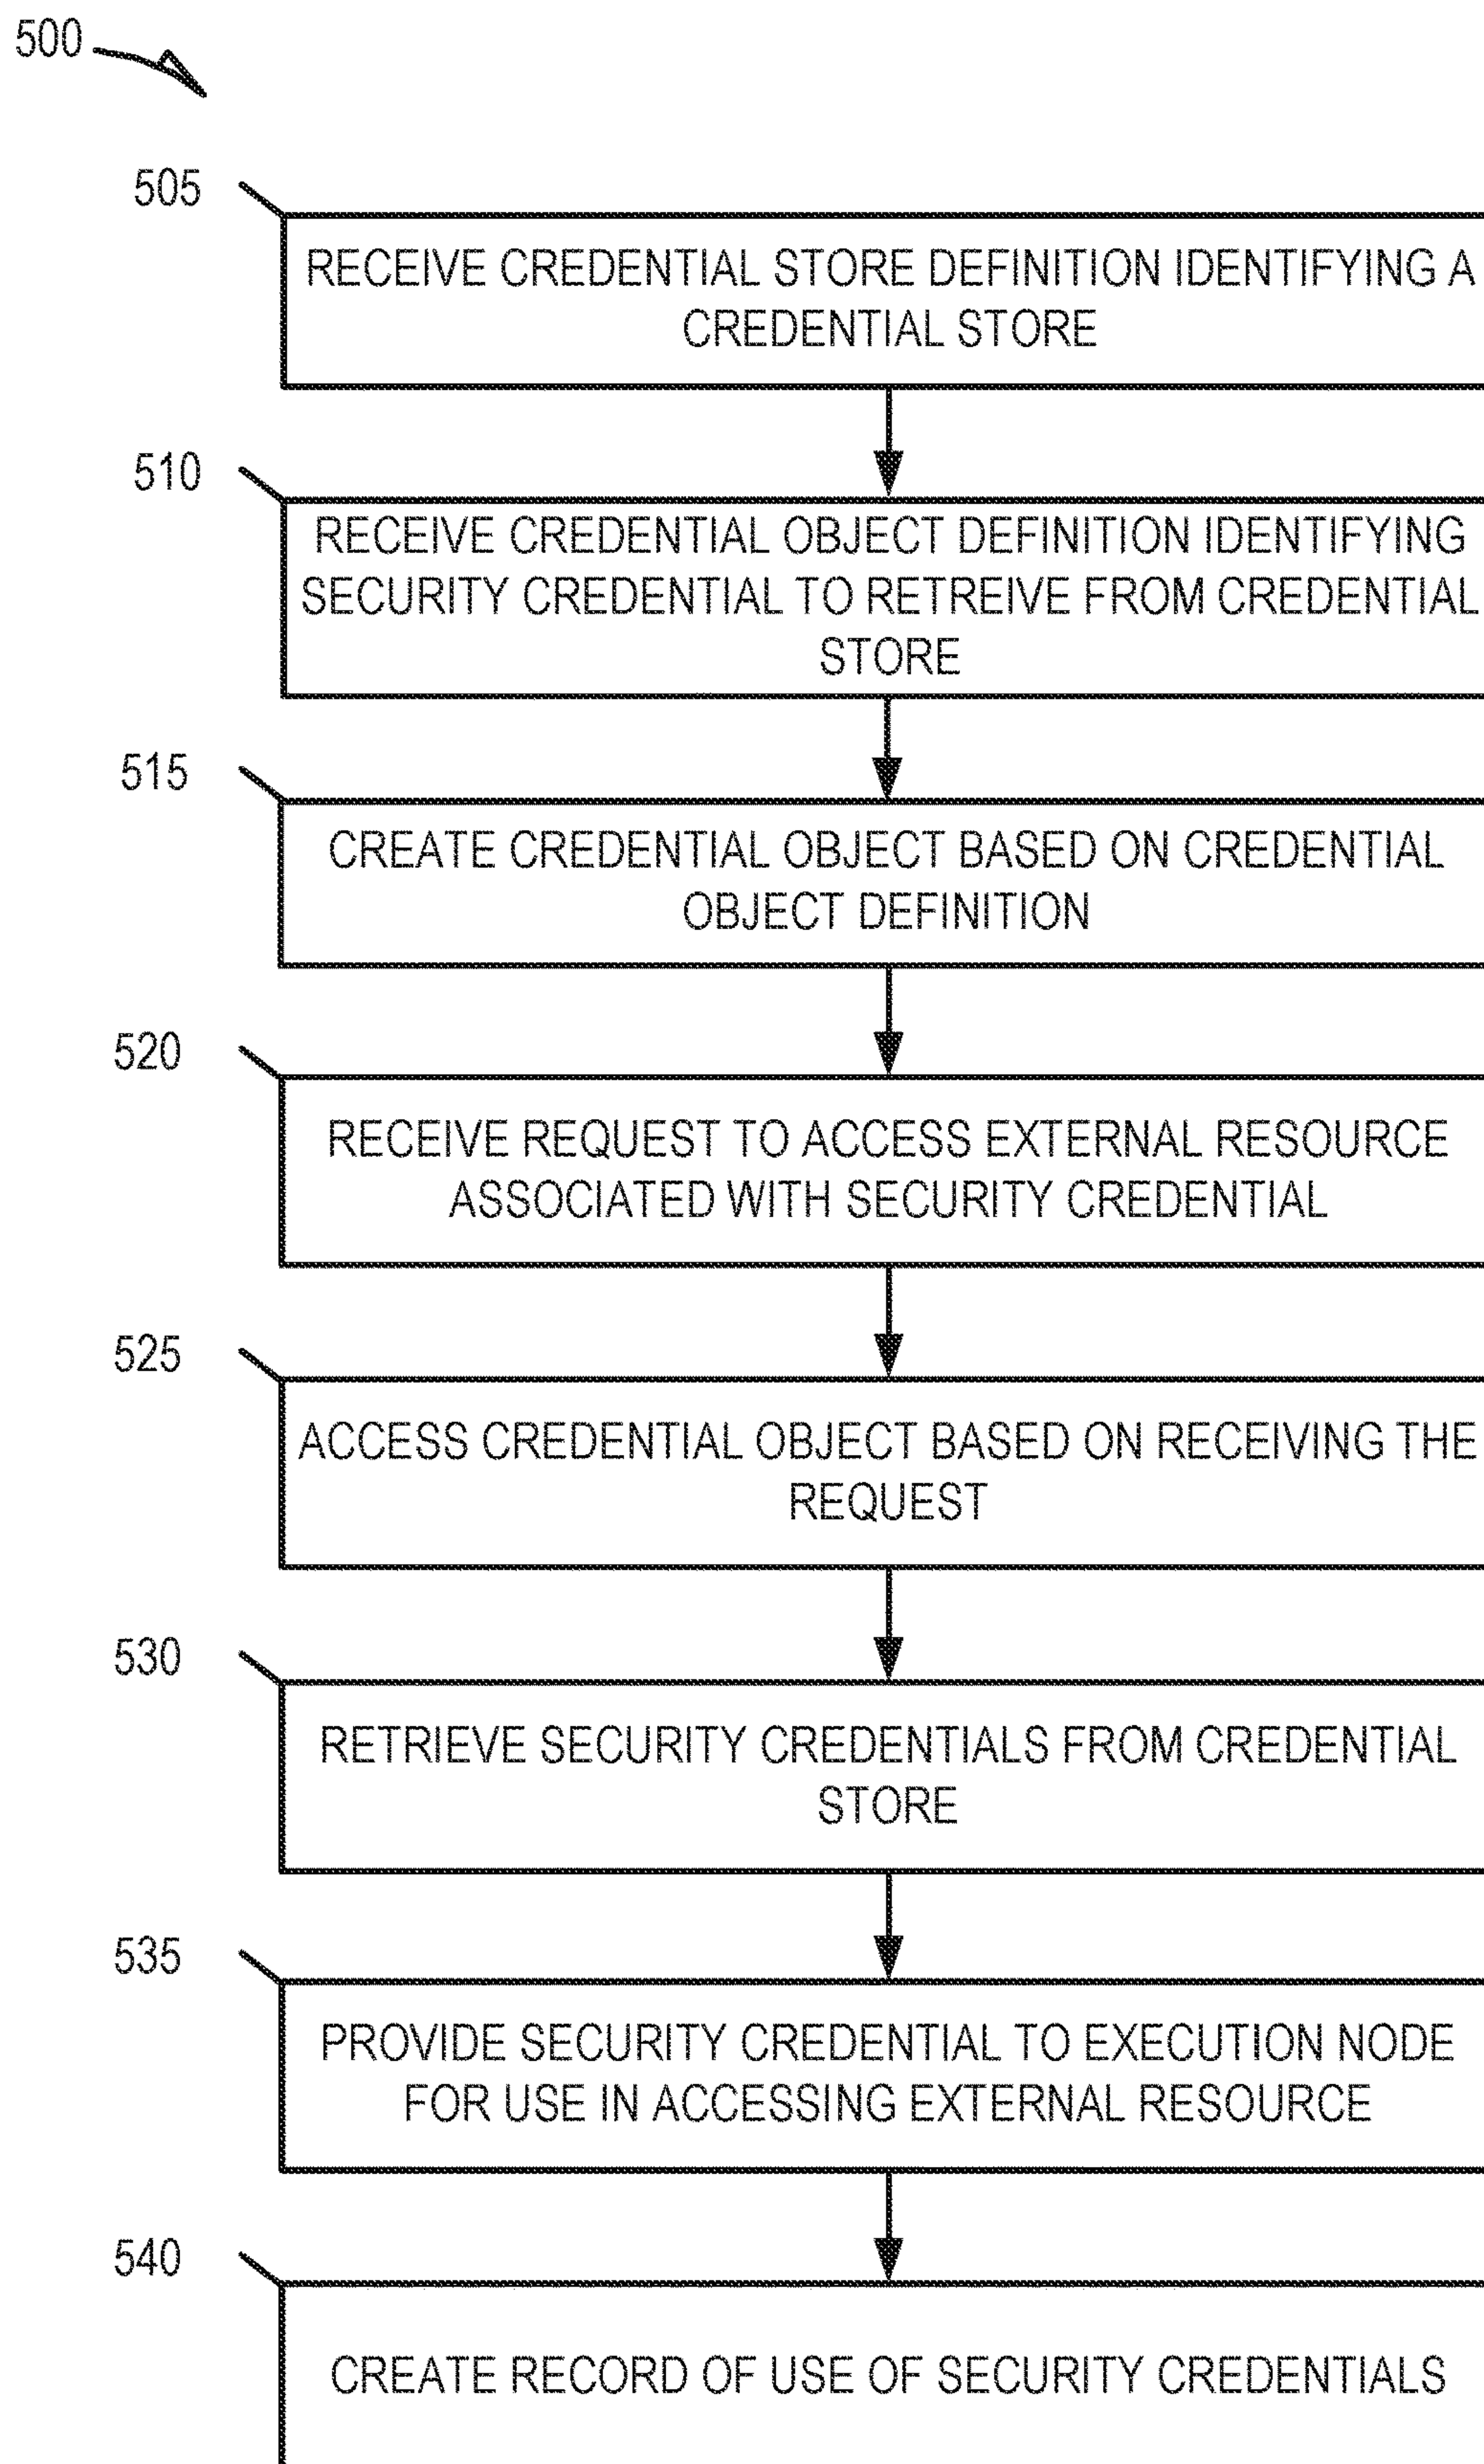 500
505
RECEIVE CREDENTIAL STORE DEFINITION IDENTIFYING A
CREDENTIAL STORE
510
RECEIVE CREDENTIAL OBJECT DEFINITION IDENTIFYING
SECURITY CREDENTIAL TO RETREIVE FROM CREDENTIAL
STORE
515
CREATE CREDENTIAL OBJECT BASED ON CREDENTIAL
OBJECT DEFINITION
520
RECEIVE REQUEST TO ACCESS EXTERNAL RESOURCE
ASSOCIATED WITH SECURITY CREDENTIAL
525
ACCESS CREDENTIAL OBJECT BASED ON RECEIVING THE
REQUEST
530
RETRIEVE SECURITY CREDENTIALS FROM CREDENTIAL
STORE
535
PROVIDE SECURITY CREDENTIAL TO EXECUTION NODE
FOR USE IN ACCESSING EXTERNAL RESOURCE
540
CREATE RECORD OF USE OF SECURITY CREDENTIALS